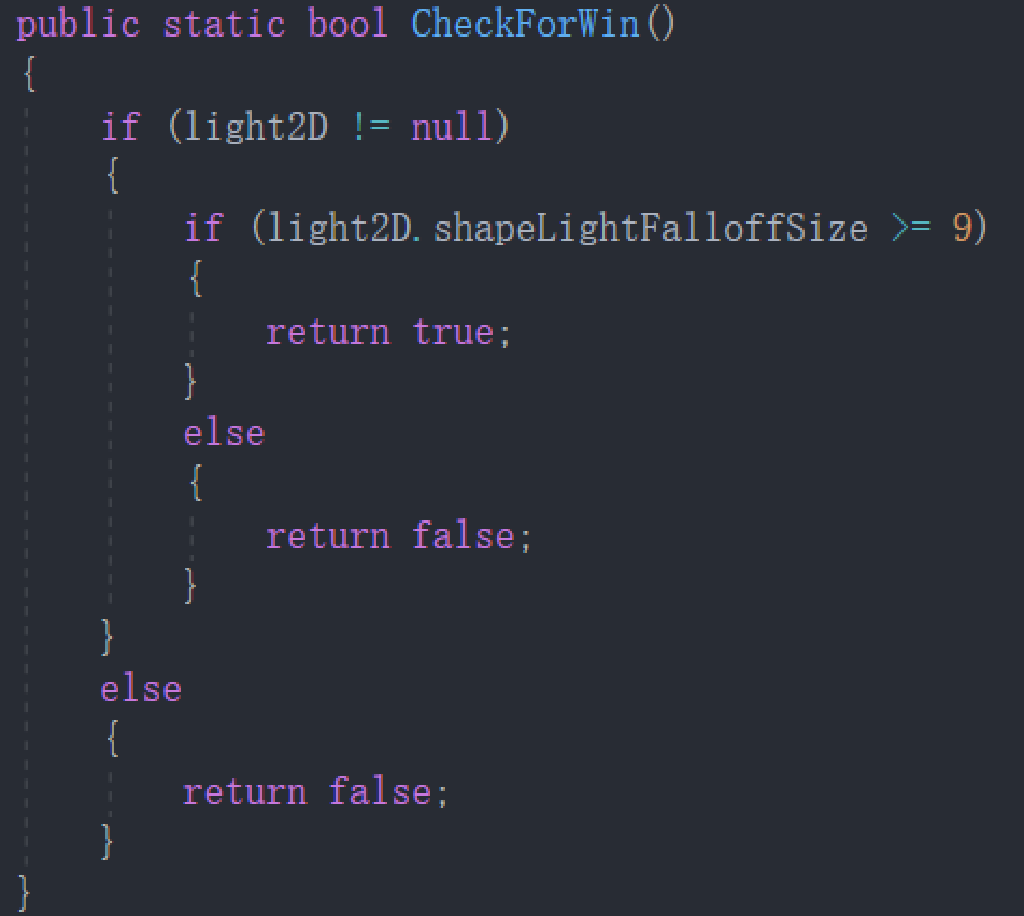 public static bool CheckForWin()
{
    if (light2D != null)
    {
        if (light2D.shapeLightFalloffSize >= 9)
        {
            return true;
        }
        else
        {
            return false;
        }
    }
    else
    {
        return false;
    }
}